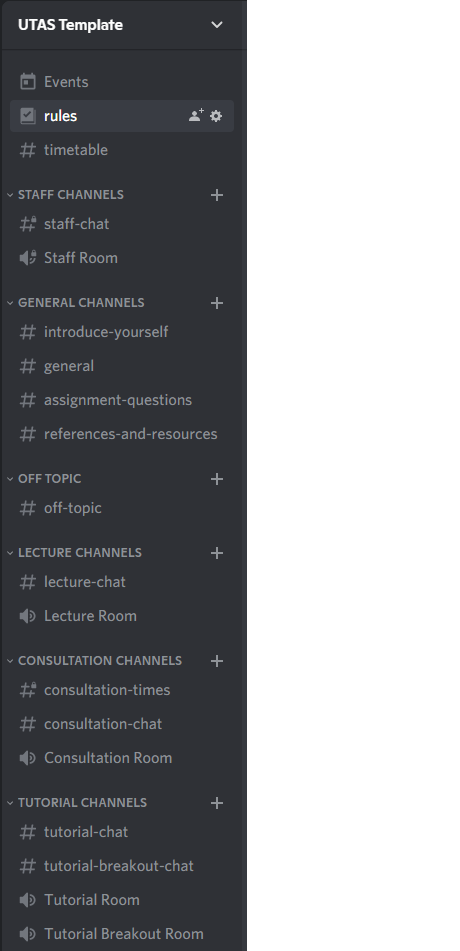 UTAS Template
Events
rules
timetable
STAFF CHANNELS
staff-chat
Staff Room
GENERAL CHANNELS
introduce-yourself
general
assignment-questions
references-and-resources
OFF TOPIC
off-topic
LECTURE CHANNELS
lecture-chat
Lecture Room
CONSULTATION CHANNELS
consultation-times
consultation-chat
Consultation Room
TUTORIAL CHANNELS
tutorial-chat
tutorial-breakout-chat
Tutorial Room
Tutorial Breakout Room